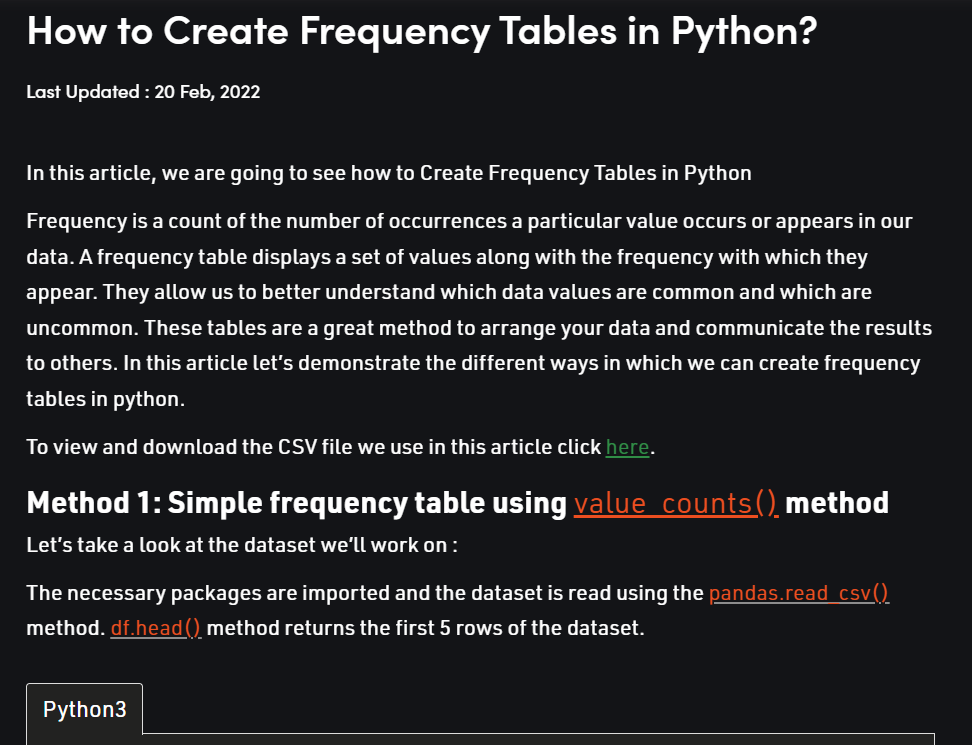 How to Create Frequency Tables in Python?
Last Updated : 20 Feb, 2022
In this article, we are going to see how to Create Frequency Tables in Python
Frequency is a count of the number of occurrences a particular value occurs or appears in our
data. A frequency table displays a set of values along with the frequency with which they
appear. They allow us to better understand which data values are common and which are
uncommon. These tables are a great method to arrange your data and communicate the results
to others. In this article let’s demonstrate the different ways in which we can create frequency
tables in python.
To view and download the CSV file we use in this article click here.
Method 1: Simple frequency table using value_counts() method
Let’s take a look at the dataset we’ll work on :
The necessary packages are imported and the dataset is read using the pandas.read_csv()
method. df.head() method returns the first 5 rows of the dataset.
Python3